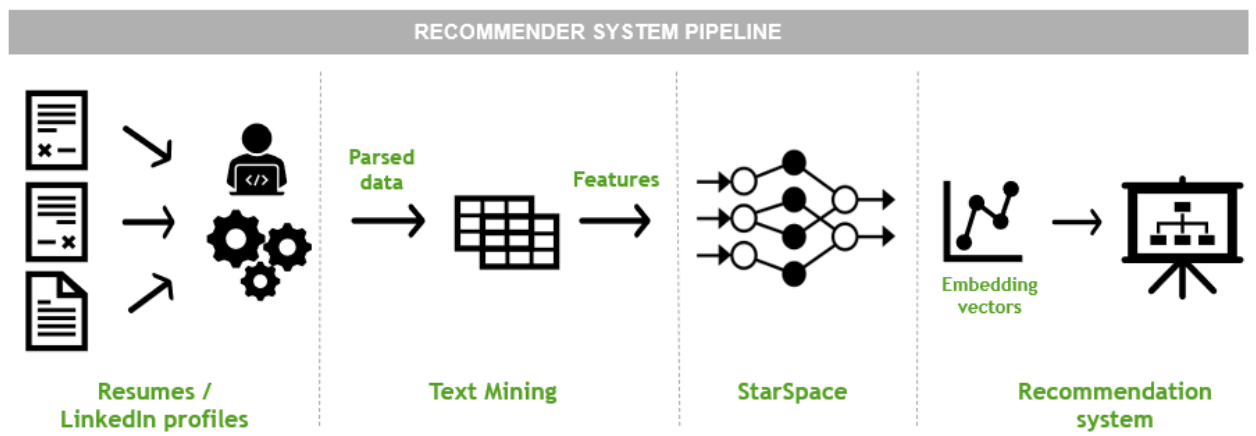 RECOMMENDER SYSTEM PIPELINE
Parsed
data
Features
</>
Embedding
vectors
Resumes /
LinkedIn profiles
Text Mining
StarSpace
Recommendation
system